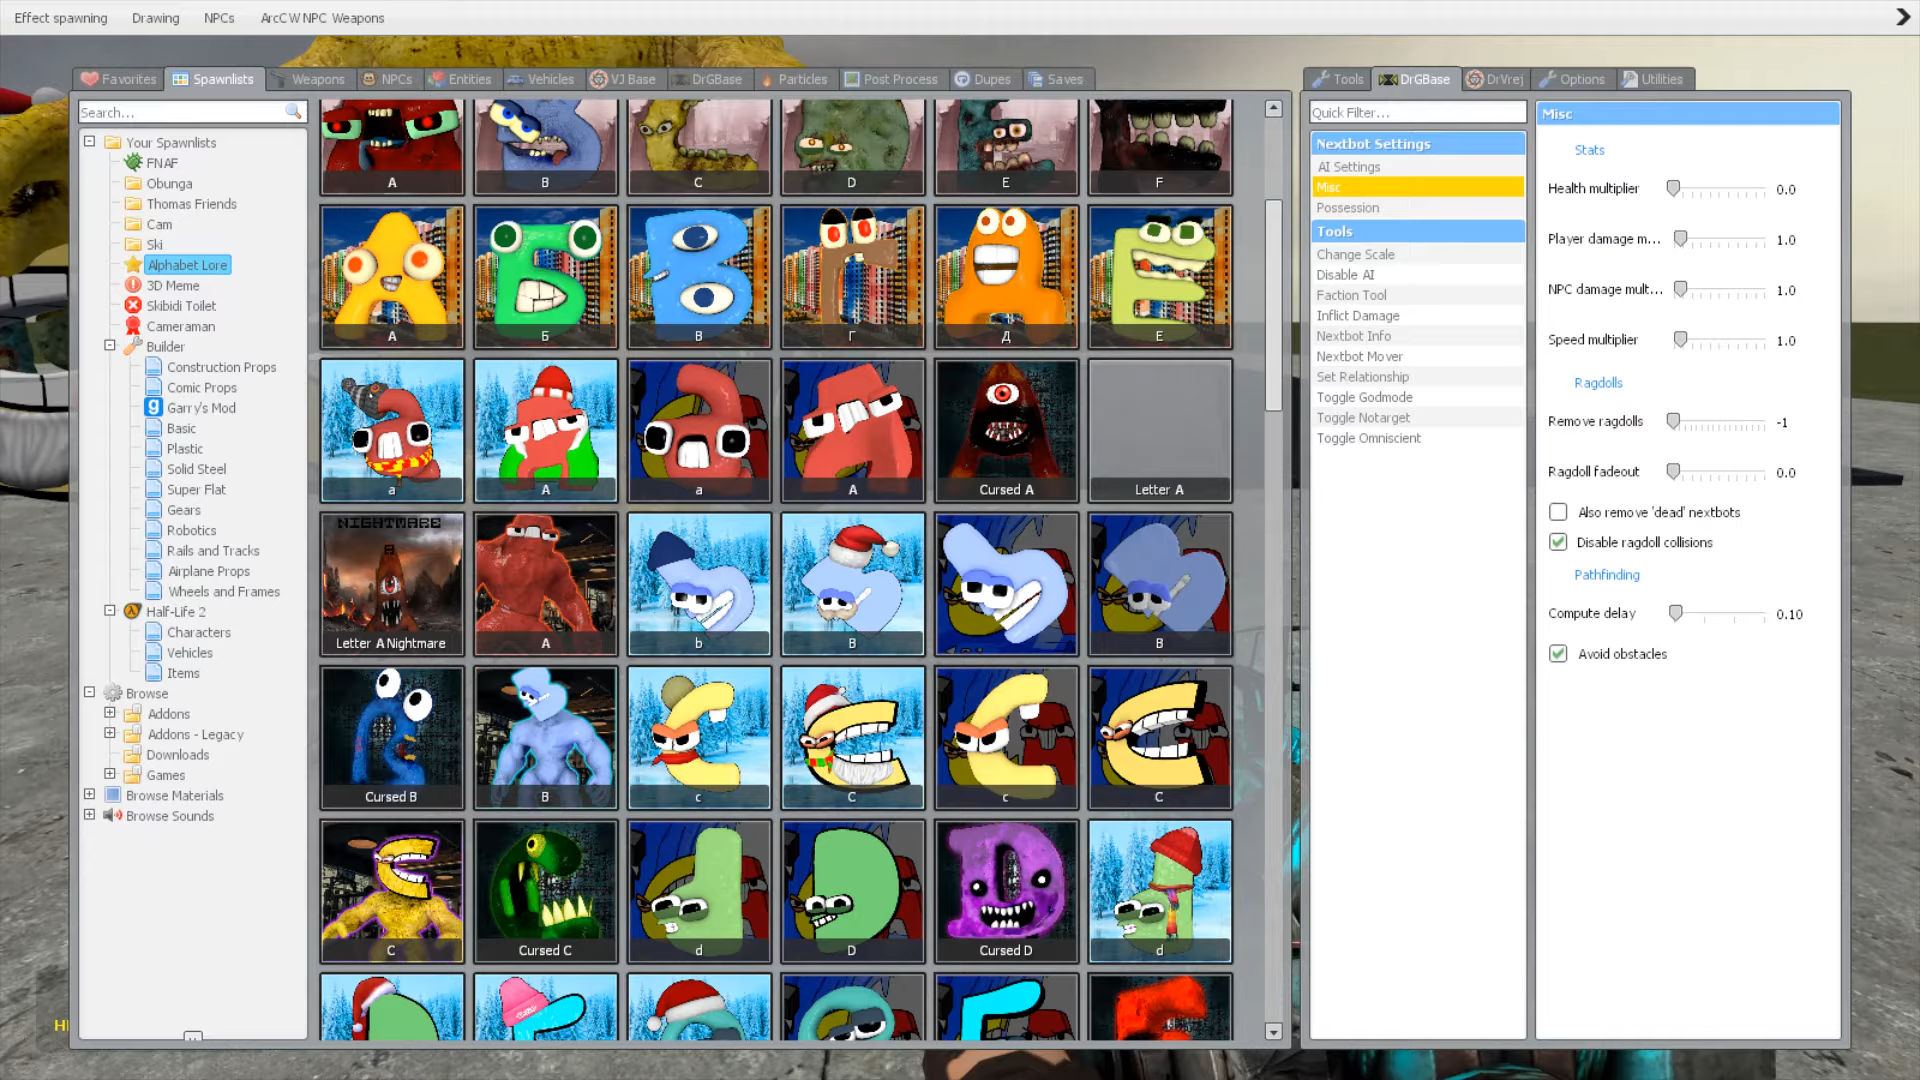 Effect spawning Drawing NPCs ArcCW NPC Weapons
Favorites Spawnlists Weapons NPCs Entities Vehicles VJ Base DrGBase Particles Post Process Dupes Saves
Search...
Your Spawnlists
FNAF
Obunga
Thomas Friends
Cam
Ski
Alphabet Lore
3D Meme
Skibidi Toilet
Cameraman
Builder
Construction Props
Comic Props
Garry's Mod
Basic
Plastic
Solid Steel
Super Flat
Gears
Robotics
Rails and Tracks
Airplane Props
Wheels and Frames
Half-Life 2
Characters
Vehicles
Items
Browse
Addons
Addons - Legacy
Downloads
Games
Browse Materials
Browse Sounds
A B C D E F
А Б В Г Д Е
a A a A Cursed A Letter A
NIGHTMARE
Letter A Nightmare A b B B
Cursed B B c C c C
C Cursed C d D Cursed D d
Tools DrGBase DrVrej Options Utilities
Quick Filter...
Nextbot Settings
AI Settings
Misc
Possession
Tools
Change Scale
Disable AI
Faction Tool
Inflict Damage
Nextbot Info
Nextbot Mover
Set Relationship
Toggle Godmode
Toggle Notarget
Toggle Omniscient
Misc
Stats
Health multiplier 0.0
Player damage m... 1.0
NPC damage mult... 1.0
Speed multiplier 1.0
Ragdolls
Remove ragdolls -1
Ragdoll fadeout 0.0
Also remove 'dead' nextbots
Disable ragdoll collisions
Pathfinding
Compute delay 0.10
Avoid obstacles